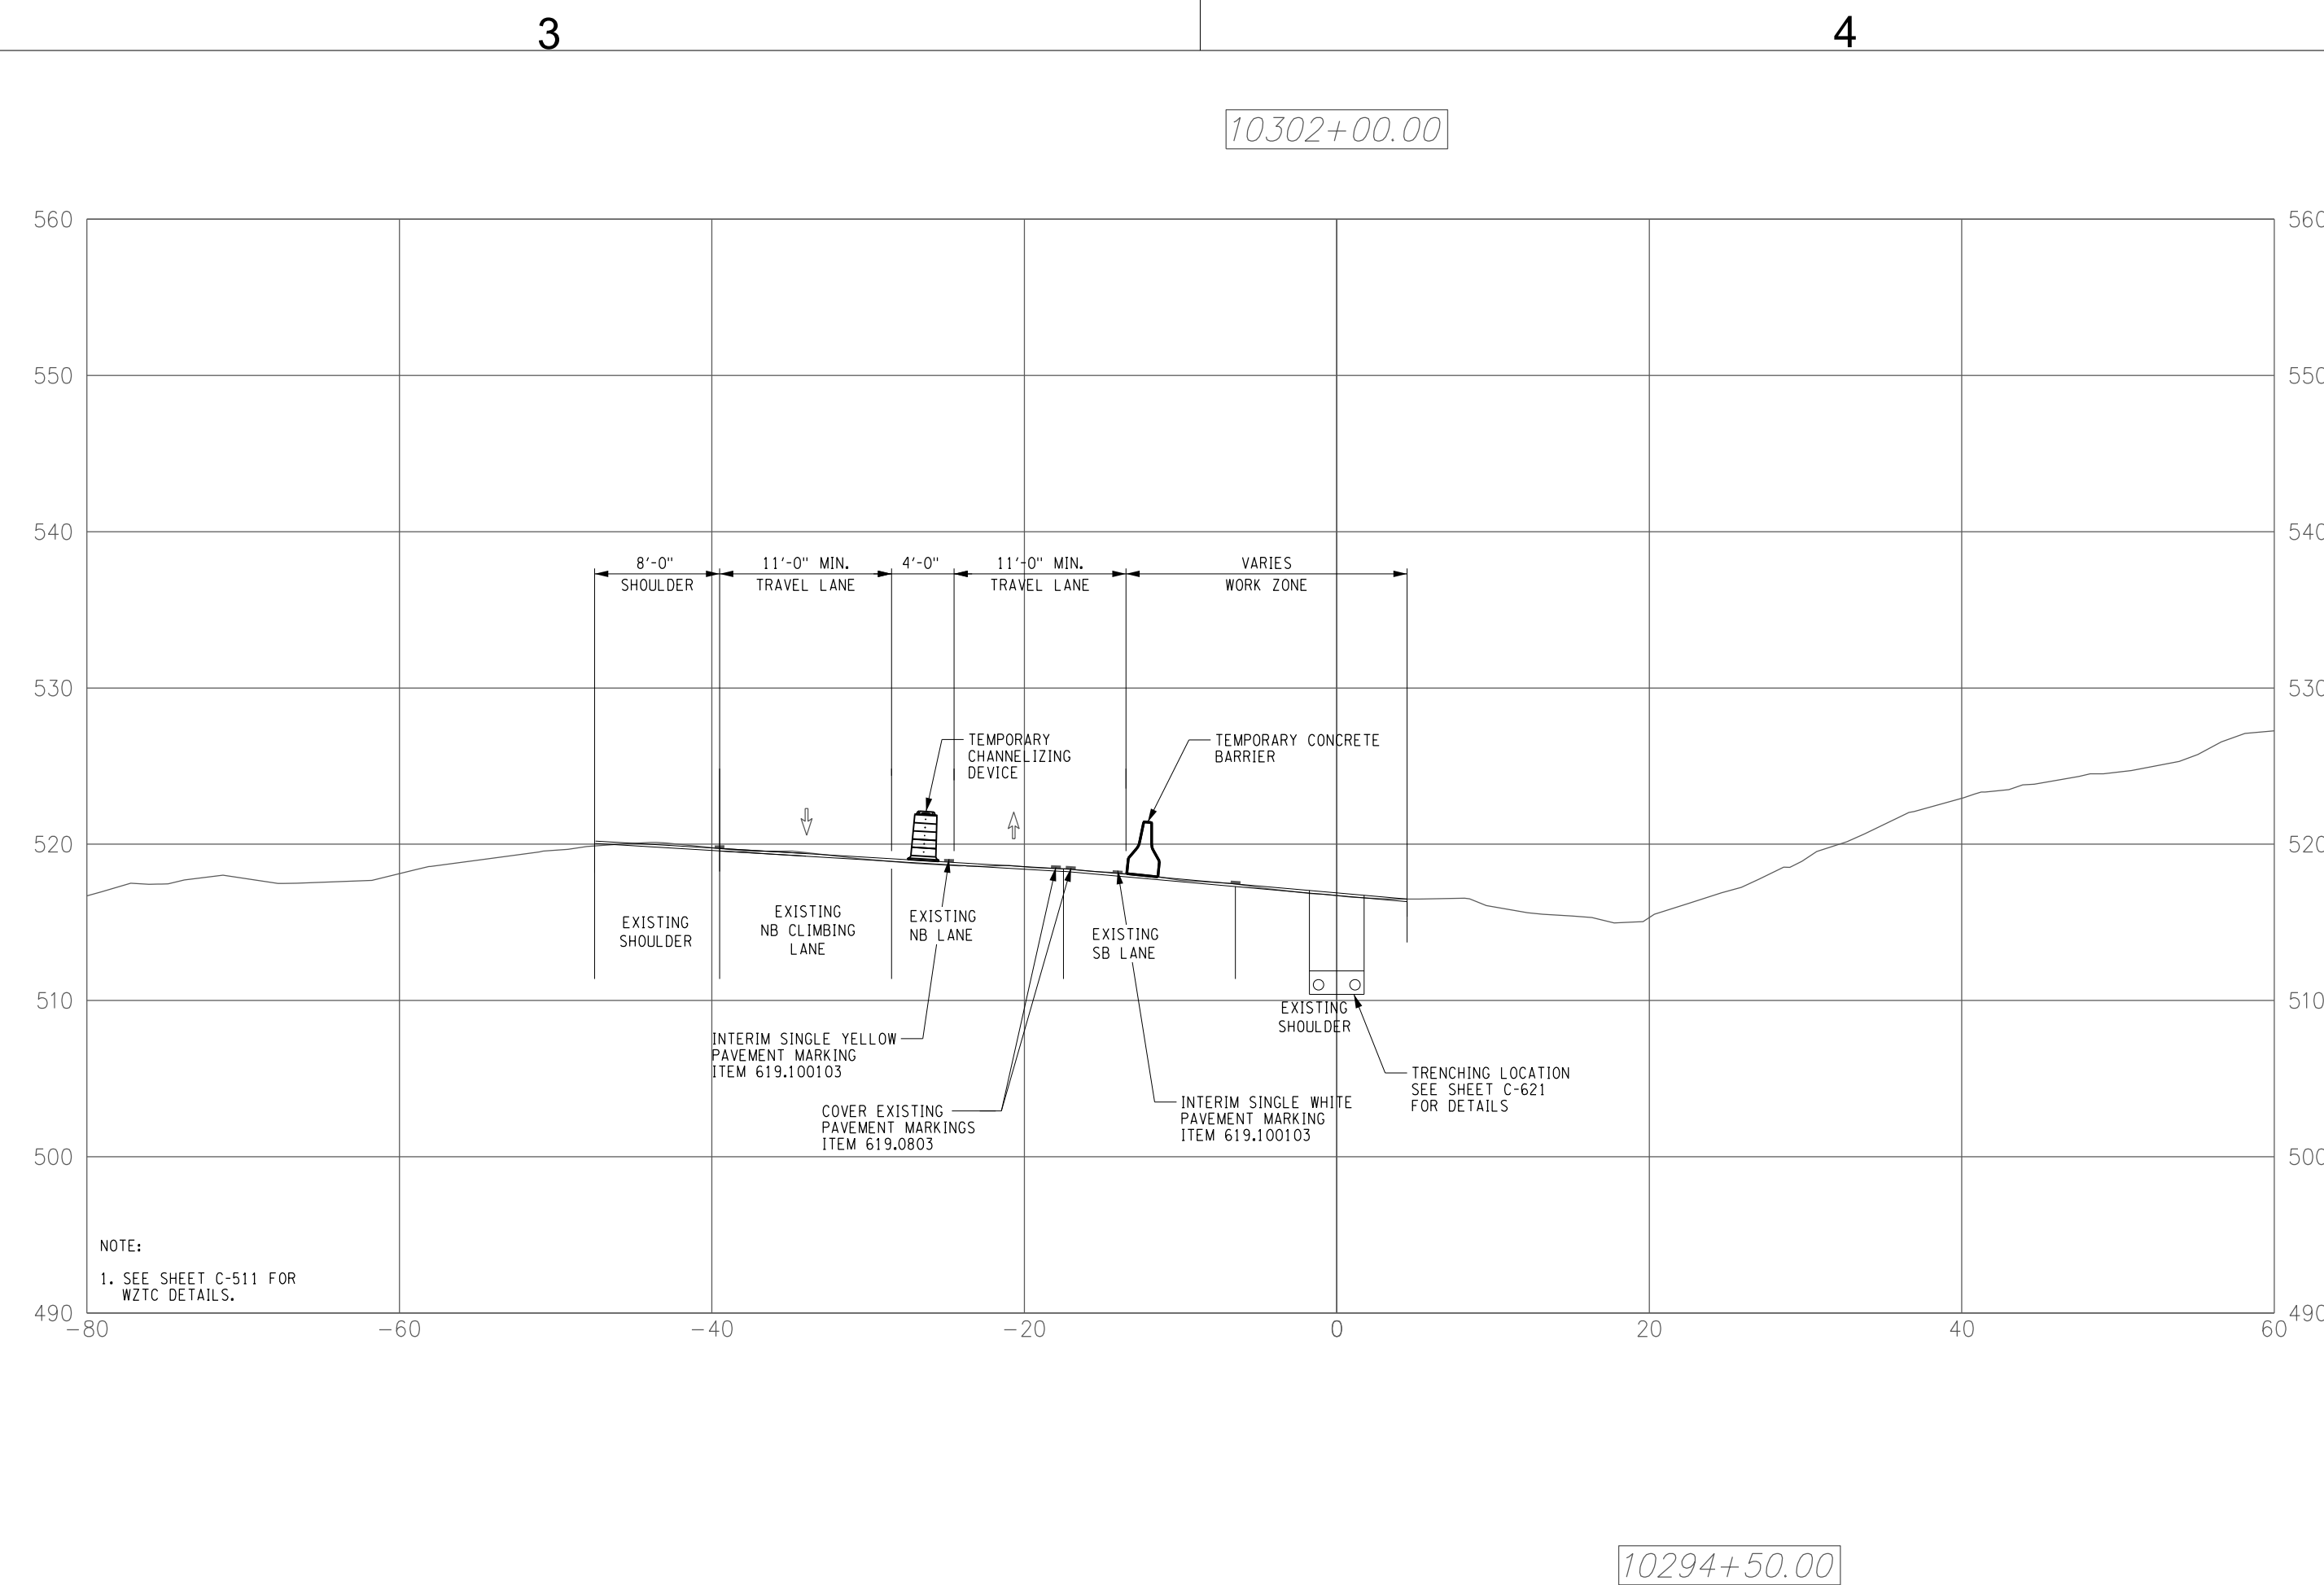 3 4
10302+00.00
560 560
550 550
540 540
8'-0" 11'-0" MIN. 4'-0" 11'-0" MIN. VARIES
SHOULDER TRAVEL LANE TRAVEL LANE WORK ZONE
530 530
TEMPORARY
CHANNELIZING
DEVICE
TEMPORARY CONCRETE
BARRIER
520 520
EXISTING
SHOULDER
EXISTING
NB CLIMBING
LANE
EXISTING
NB LANE
EXISTING
SB LANE
510 510
EXISTING
SHOULDER
INTERIM SINGLE YELLOW
PAVEMENT MARKING
ITEM 619.100103
COVER EXISTING
PAVEMENT MARKINGS
ITEM 619.0803
INTERIM SINGLE WHITE
PAVEMENT MARKING
ITEM 619.100103
TRENCHING LOCATION
SEE SHEET C-621
FOR DETAILS
500 500
NOTE:
1. SEE SHEET C-511 FOR
WZTC DETAILS.
490 490
-80 -60 -40 -20 0 20 40 60
10294+50.00